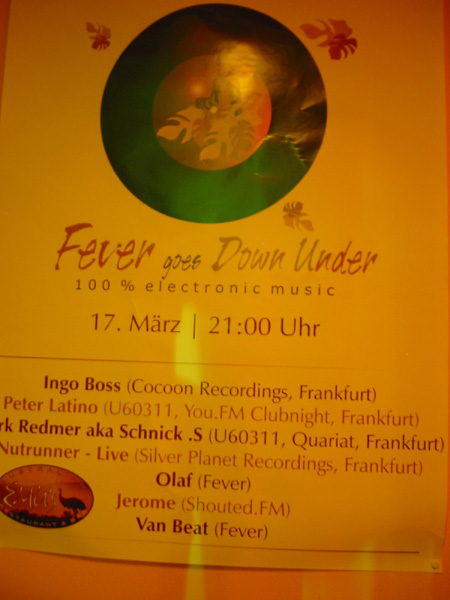 Fever goes Down Under
100 % electronic music
17. März | 21:00 Uhr
Ingo Boss (Cocoon Recordings, Frankfurt)
Peter Latino (U60311, You.FM Clubnight, Frankfurt)
rk Redmer aka Schnick .S (U60311, Quariat, Frankfurt)
Nutrunner - Live (Silver Planet Recordings, Frankfurt)
Olaf (Fever)
Jerome (Shouted.FM)
Van Beat (Fever)